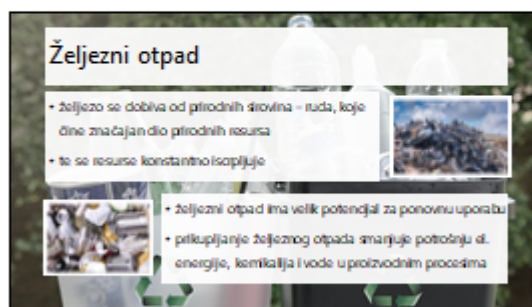 Željezni otpad
• željezo se dobiva od prirodnih sirovina – ruda, koje
čine značajan dio prirodnih resursa
• te se resurse konstantno iscrpljuje
• željezni otpad ima velik potencijal za ponovnu uporabu
• prikupljanje željeznog otpada smanjuje potrošnju el.
energije, kemikalija i vode u proizvodnim procesima